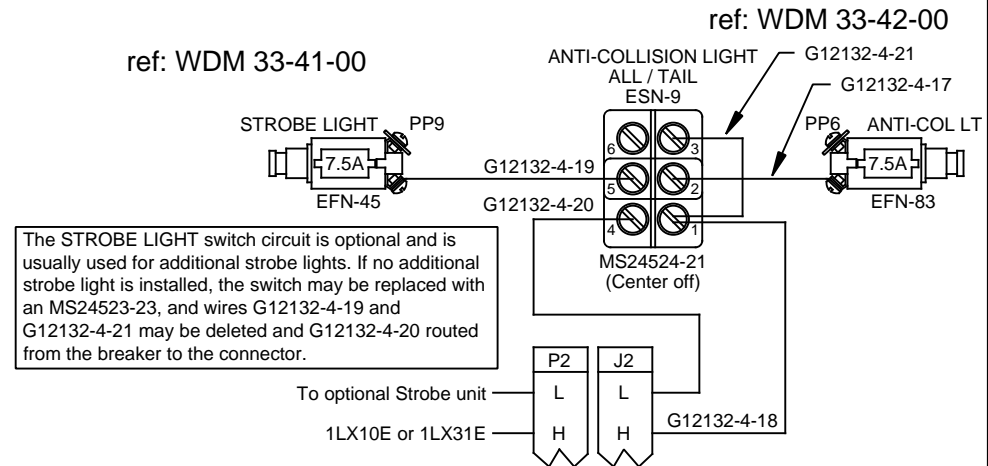 ref: WDM 33-42-00
ref: WDM 33-41-00
ANTI-COLLISION LIGHT
ALL / TAIL
ESN-9
G12132-4-21
G12132-4-17
STROBE LIGHT
PP9
7.5A
EFN-45
G12132-4-19
G12132-4-20
6
3
5
2
4
1
PP6
ANTI-COL LT
7.5A
EFN-83
MS24524-21
(Center off)
The STROBE LIGHT switch circuit is optional and is
usually used for additional strobe lights. If no additional
strobe light is installed, the switch may be replaced with
an MS24523-23, and wires G12132-4-19 and
G12132-4-21 may be deleted and G12132-4-20 routed
from the breaker to the connector.
P2
J2
To optional Strobe unit
L
L
1LX10E or 1LX31E
H
H
G12132-4-18